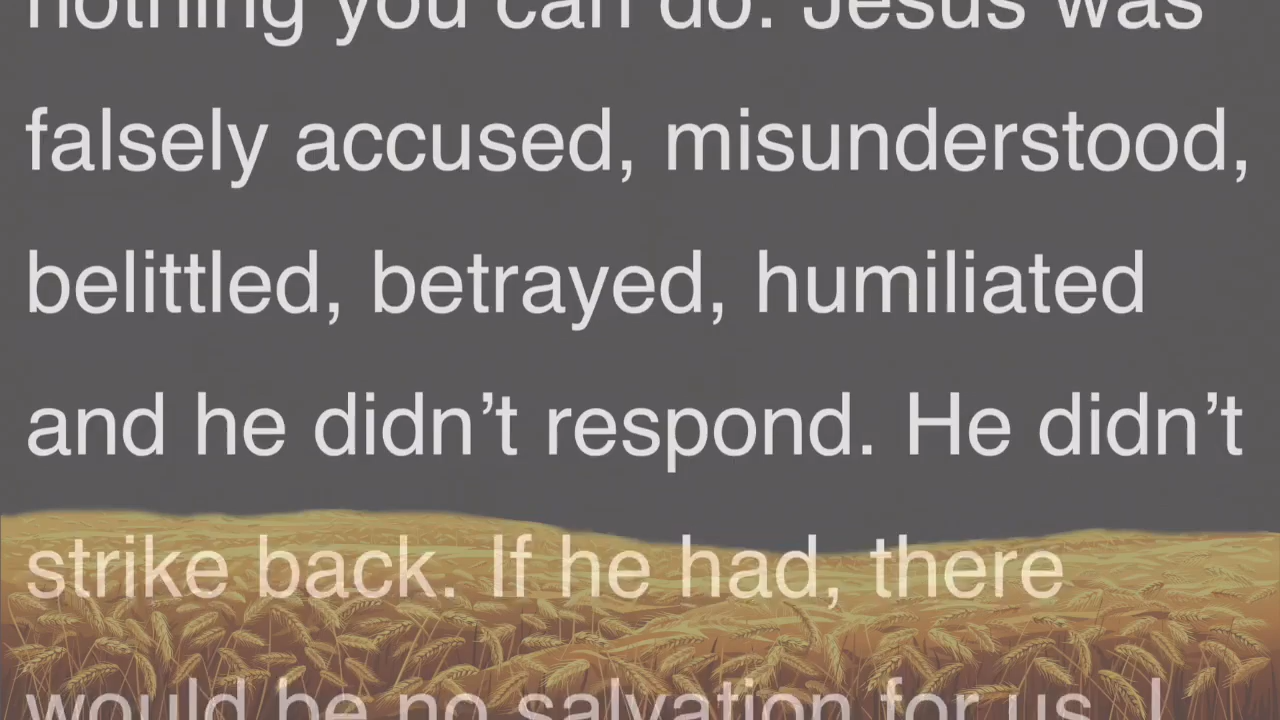 nothing you can do. Jesus was
falsely accused, misunderstood,
belittled, betrayed, humiliated
and he didn’t respond. He didn’t
strike back. If he had, there
would be no salvation for us. I